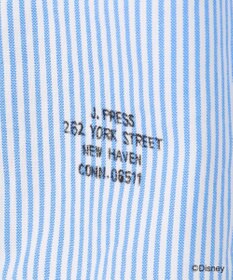 J. PRESS
262 YORK STREET
NEW HAVEN
CONN. 06511
©Disney